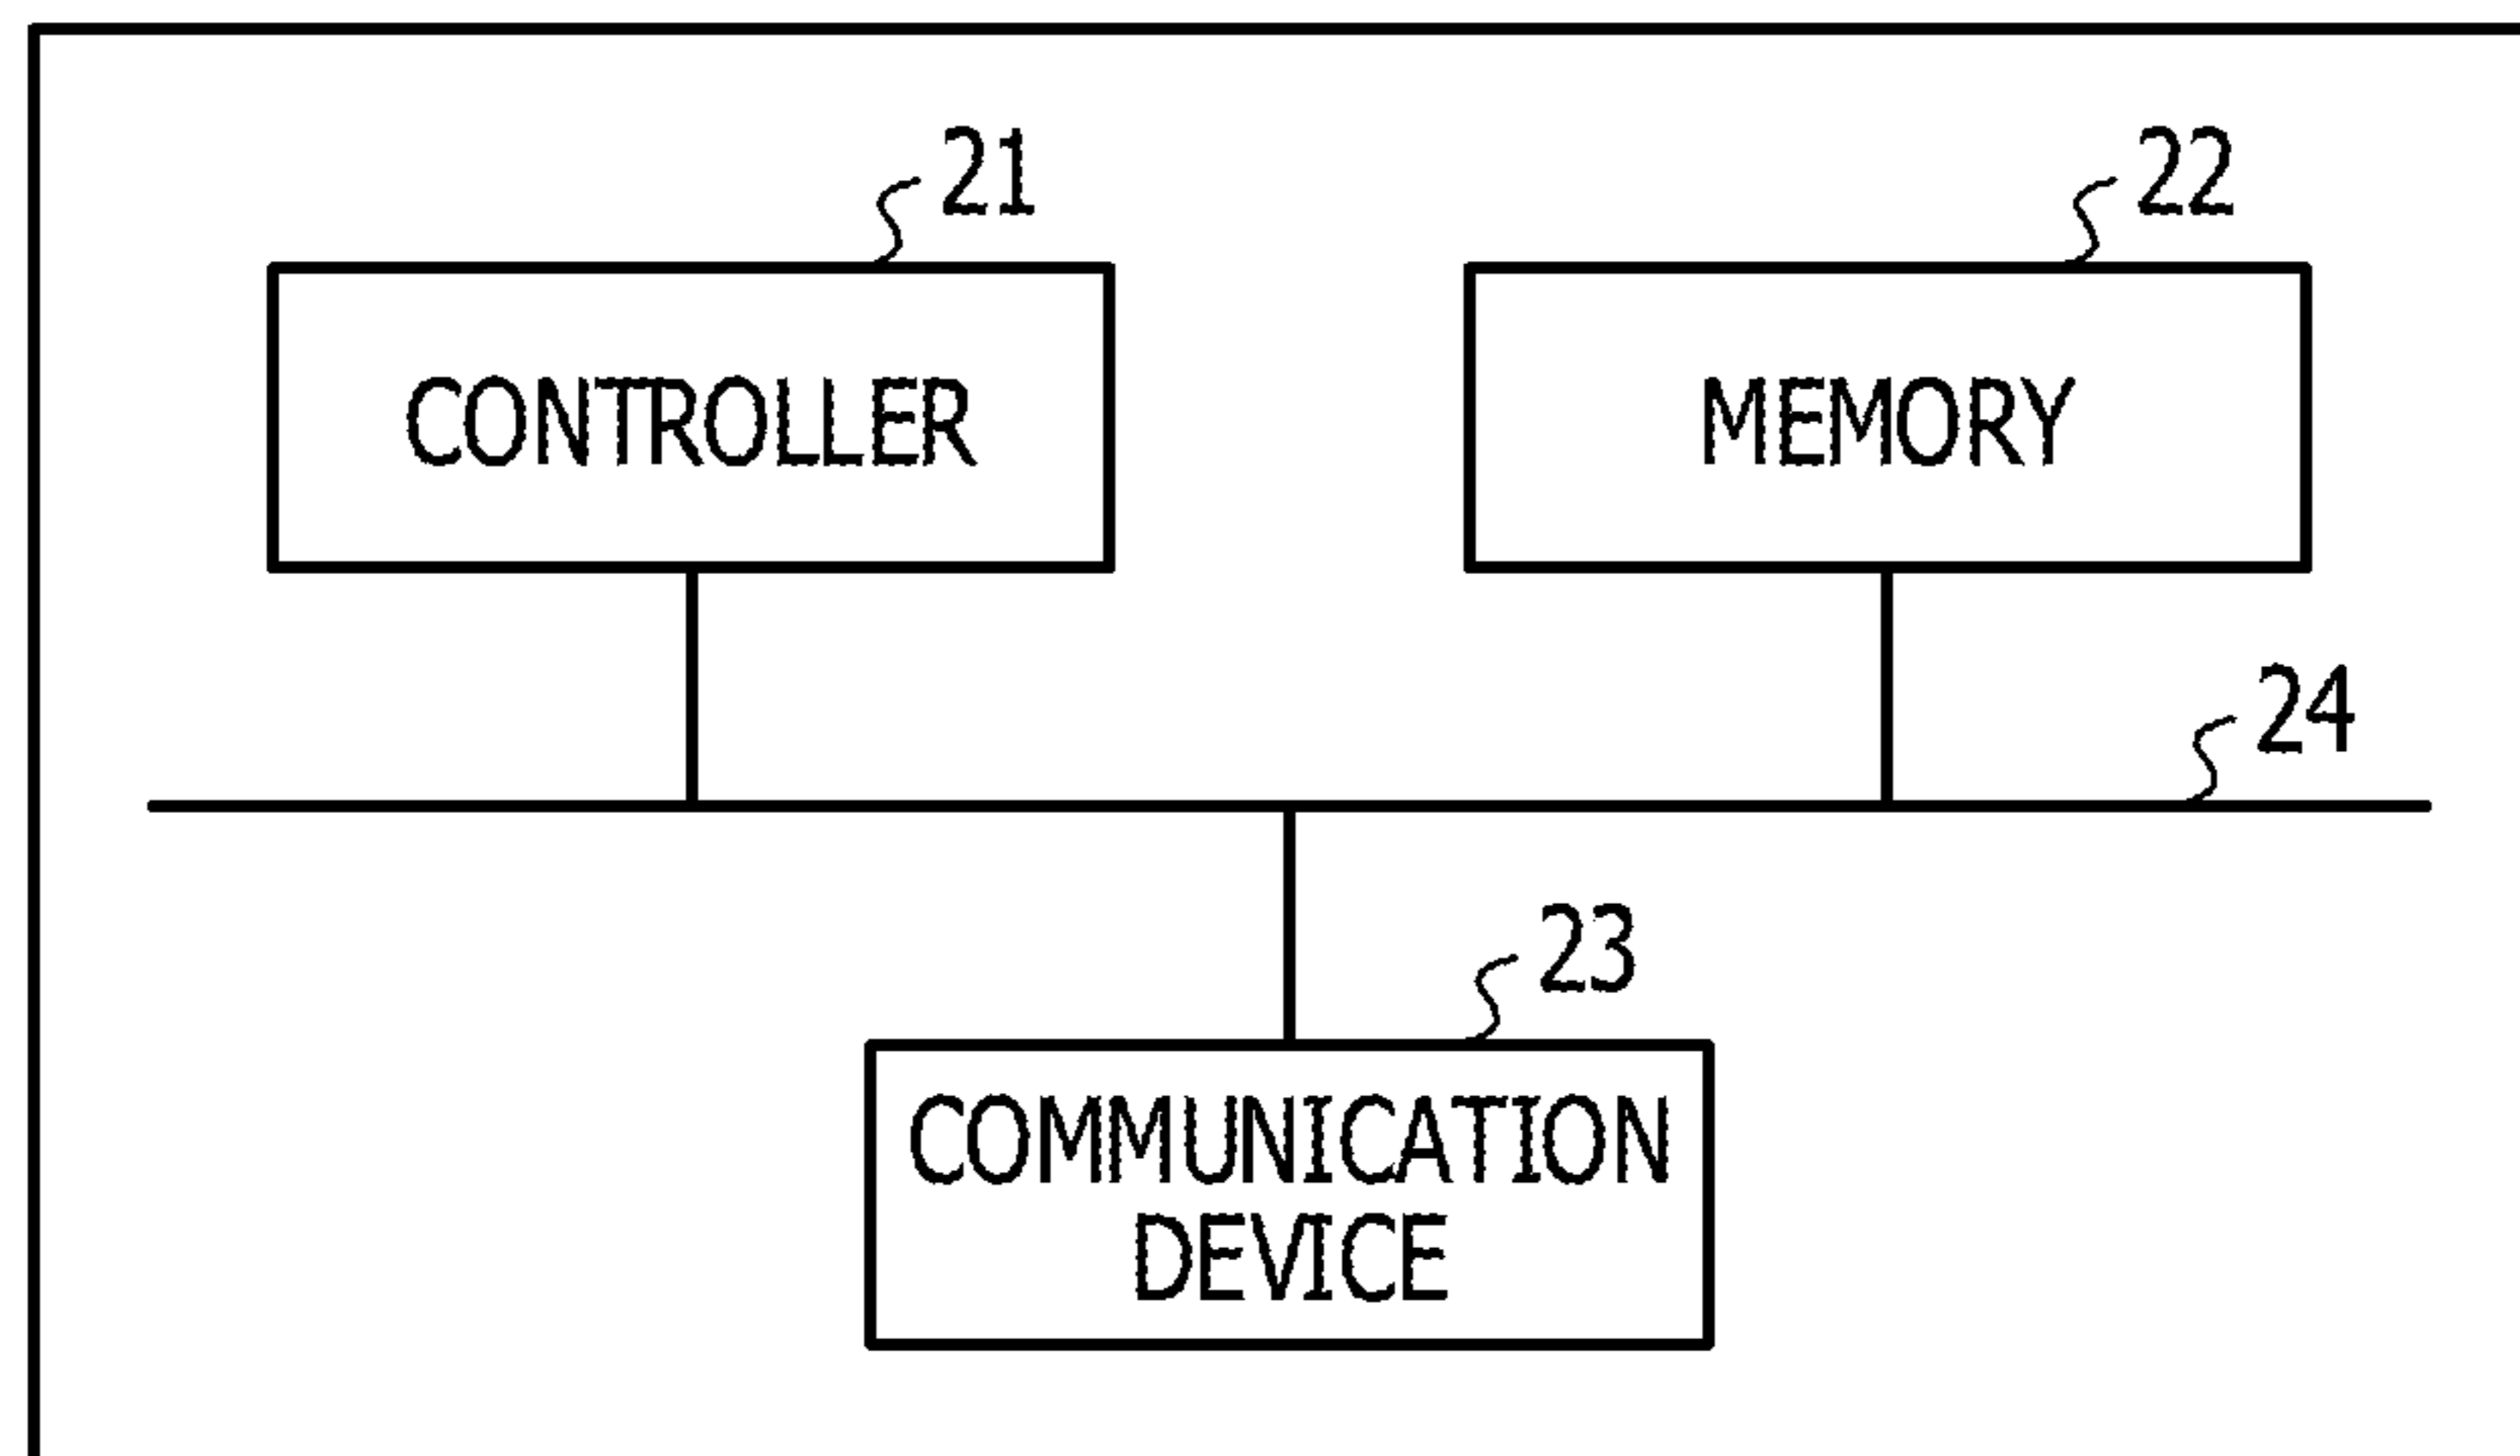 21
22
CONTROLLER
MEMORY
24
23
COMMUNICATION
DEVICE